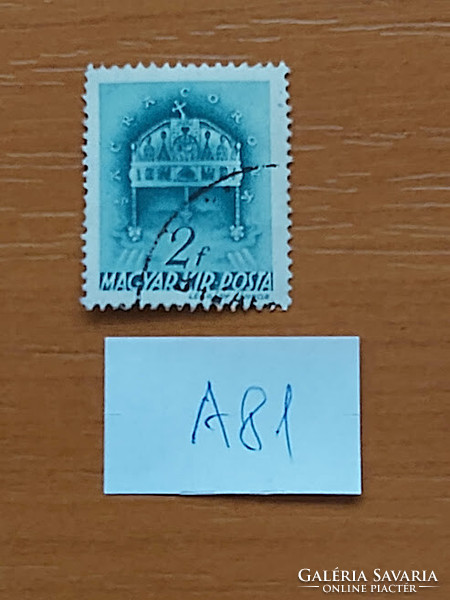 SACRA CORONA
2f
MAGYAR·KIR·POSTA
A81
GALÉRIA SAVARIA
ONLINE PIACTÉR